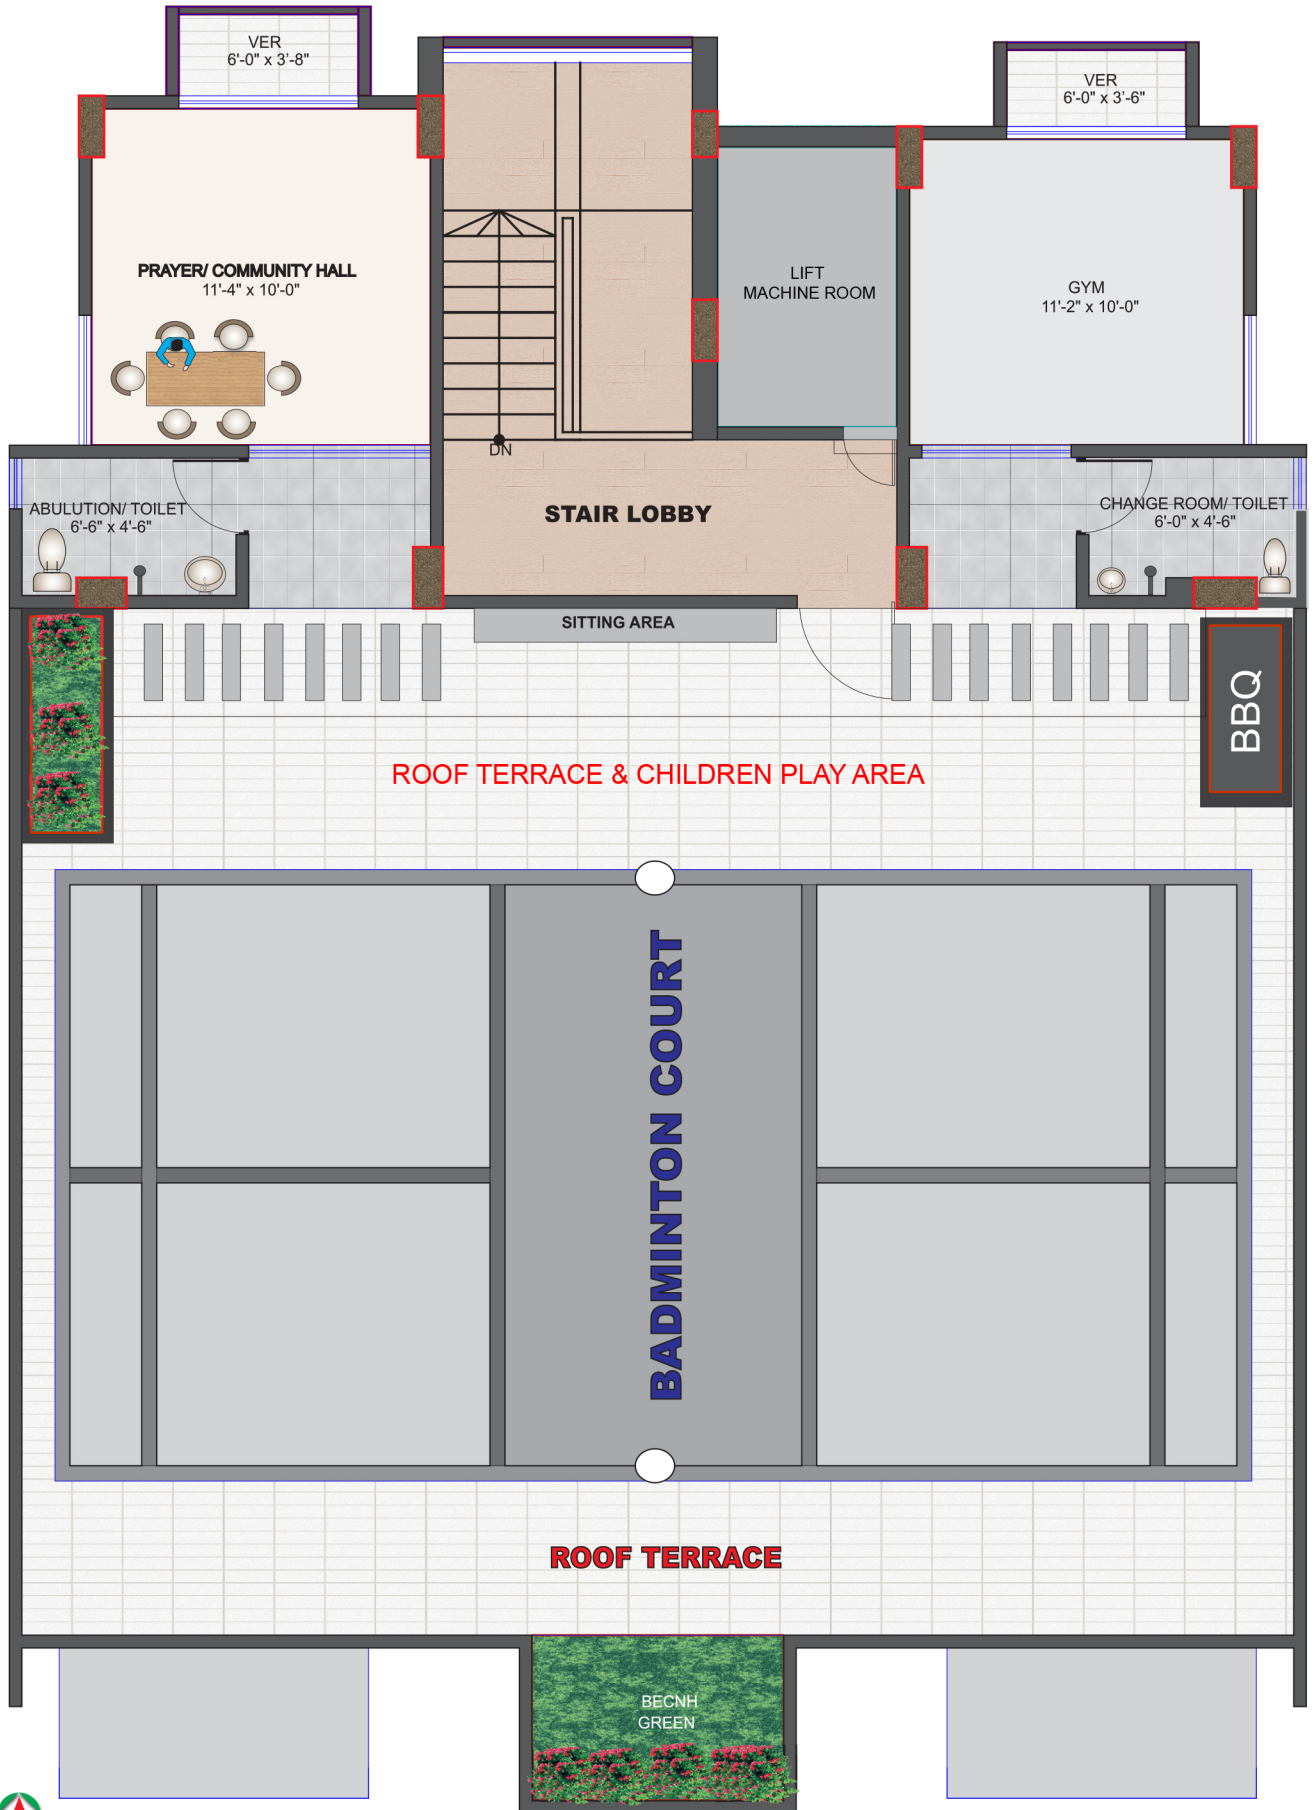 VER
6'-0" x 3'-8"
VER
6'-0" x 3'-6"
PRAYER/ COMMUNITY HALL
11'-4" x 10'-0"
LIFT
MACHINE ROOM
GYM
11'-2" x 10'-0"
DN
ABULUTION/ TOILET
6'-6" x 4'-6"
STAIR LOBBY
CHANGE ROOM/ TOILET
6'-0" x 4'-6"
SITTING AREA
BBQ
ROOF TERRACE & CHILDREN PLAY AREA
BADMINTON COURT
ROOF TERRACE
BECNH
GREEN